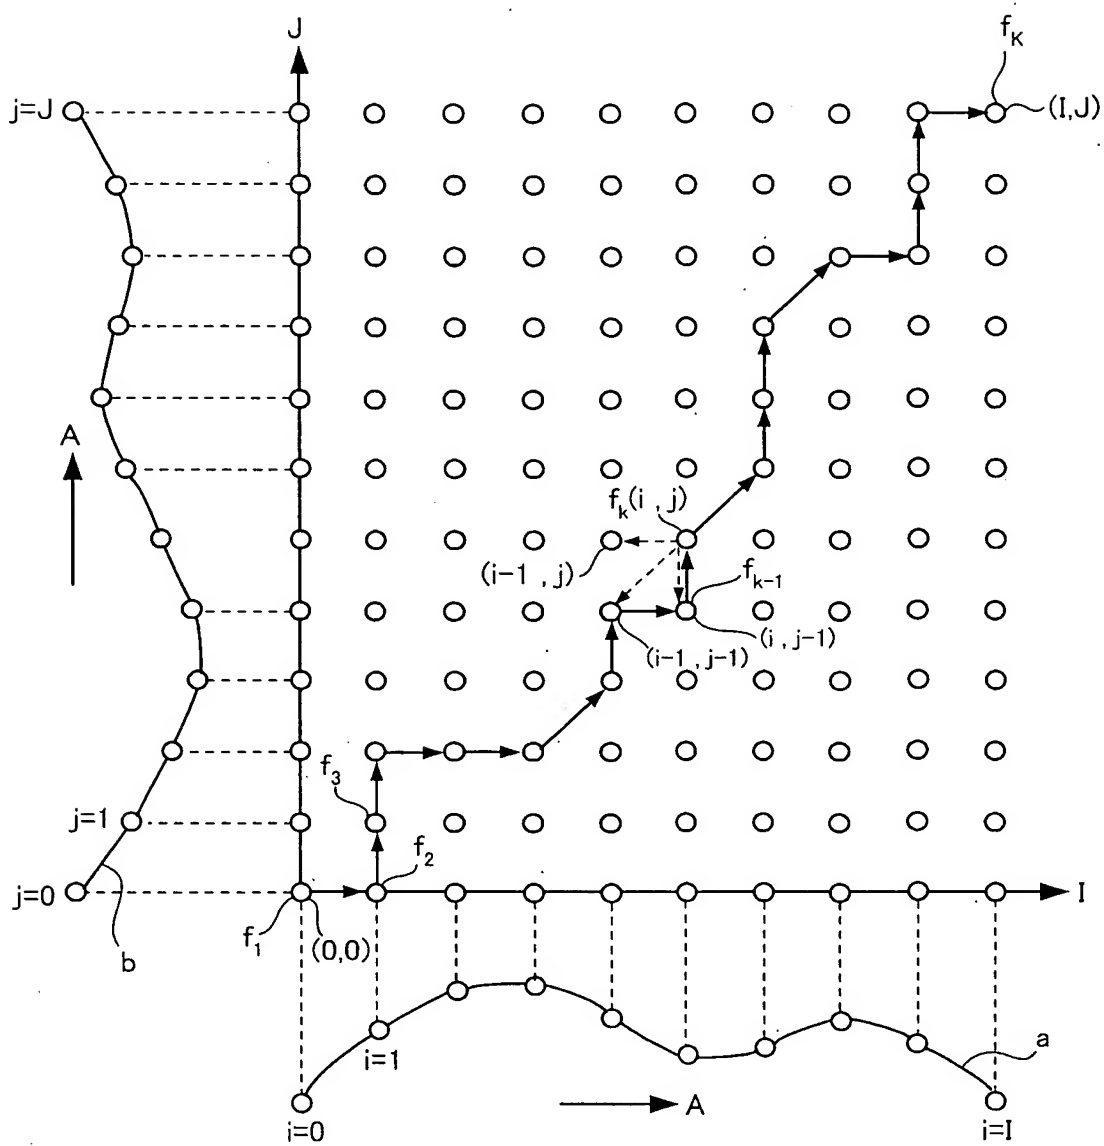 J
f_K
j=J
(I,J)
A
f_k(i , j)
(i-1 , j)
f_{k-1}
(i , j-1)
(i-1 , j-1)
f_3
j=1
f_2
j=0
I
f_1
(0,0)
b
i=1
a
A
i=0
i=I